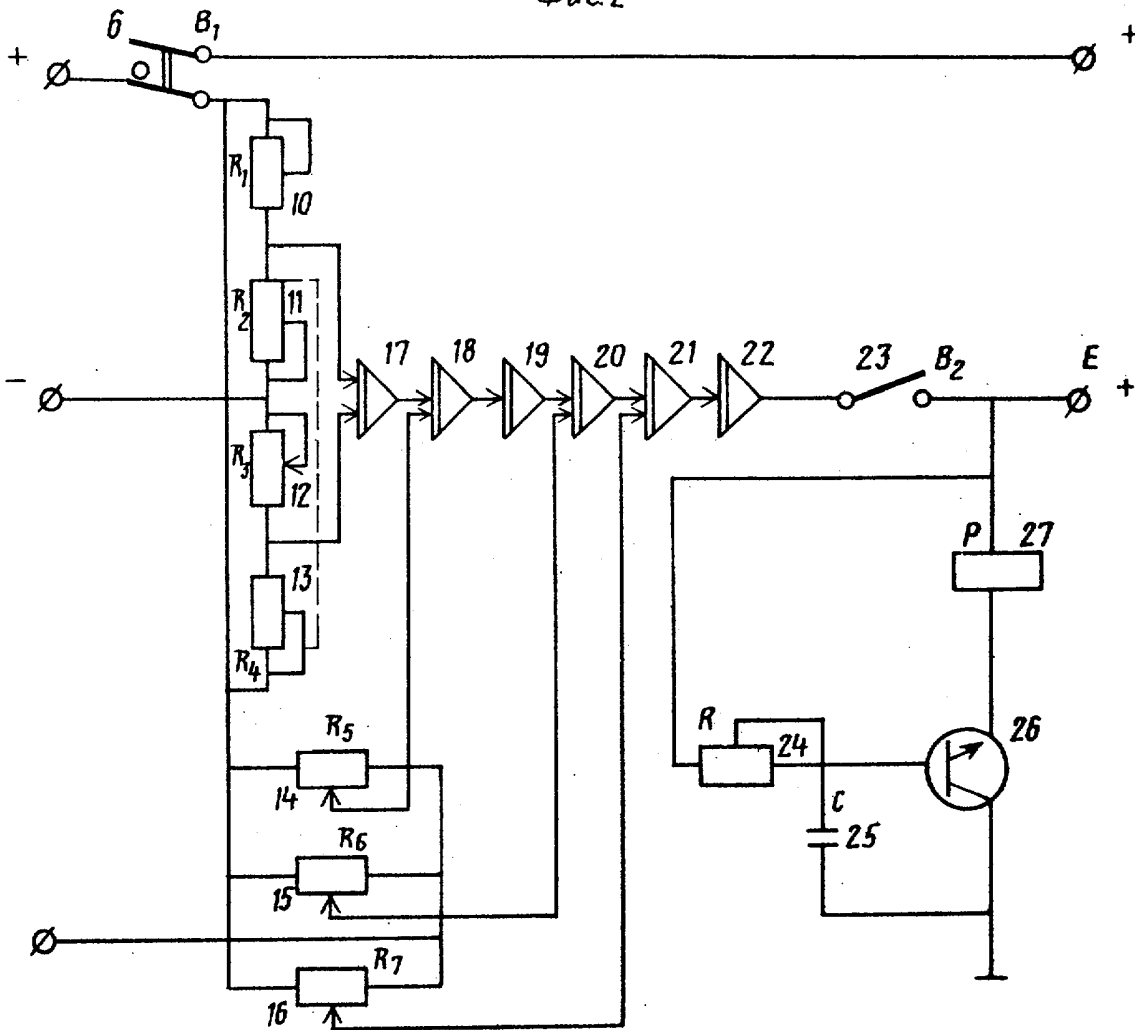 Фиг.2
6 B₁
+ +
R₁
10
R₂ 11
17 18 19 20 21 22 23 B₂ E
− +
R₃
12
P 27
13
R₄
R₅
R 26
24
14
C
25
R₆
15
R₇
16